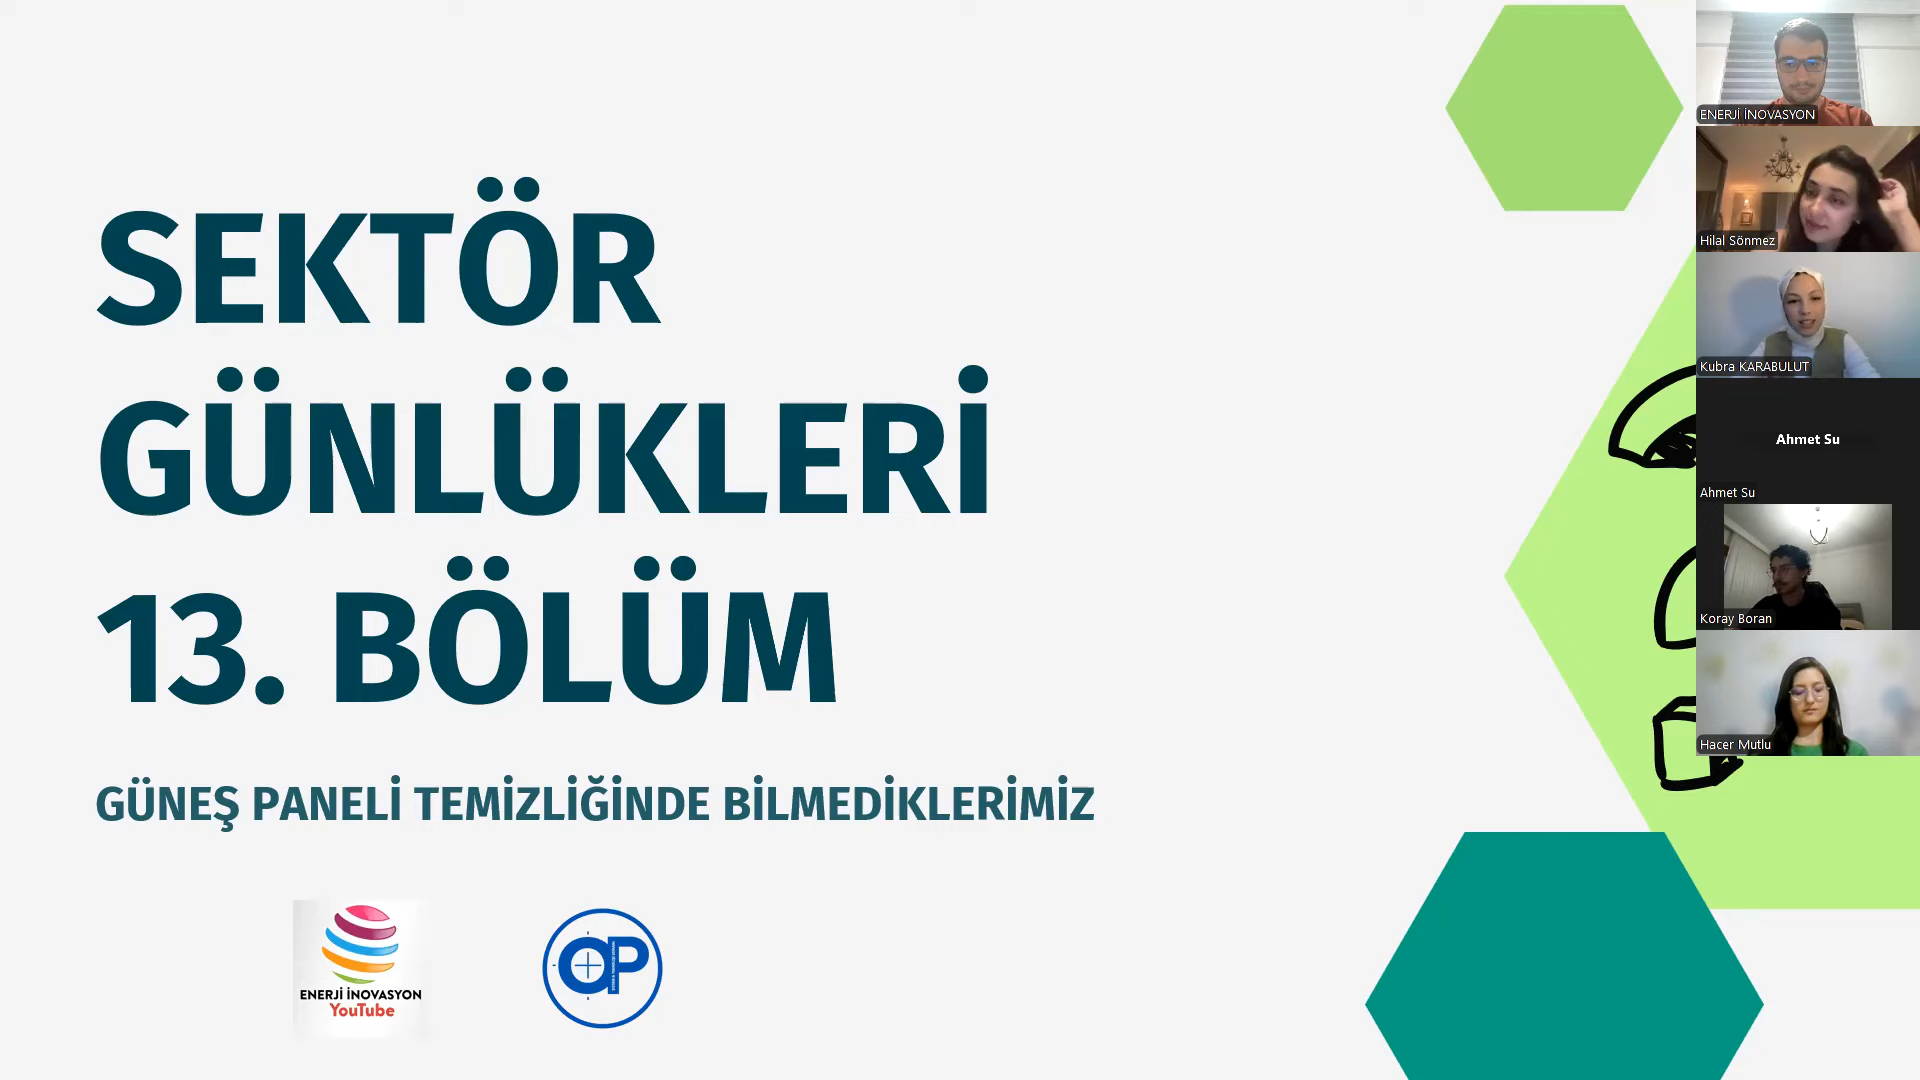 SEKTÖR
GÜNLÜKLERİ
13. BÖLÜM
GÜNEŞ PANELİ TEMİZLİĞİNDE BİLMEDİKLERİMİZ
ENERJİ İNOVASYON
YouTube
OP
ENERJİ İNOVASYON
Hilal Sönmez
Kubra KARABULUT
Ahmet Su
Ahmet Su
Koray Boran
Hacer Mutlu